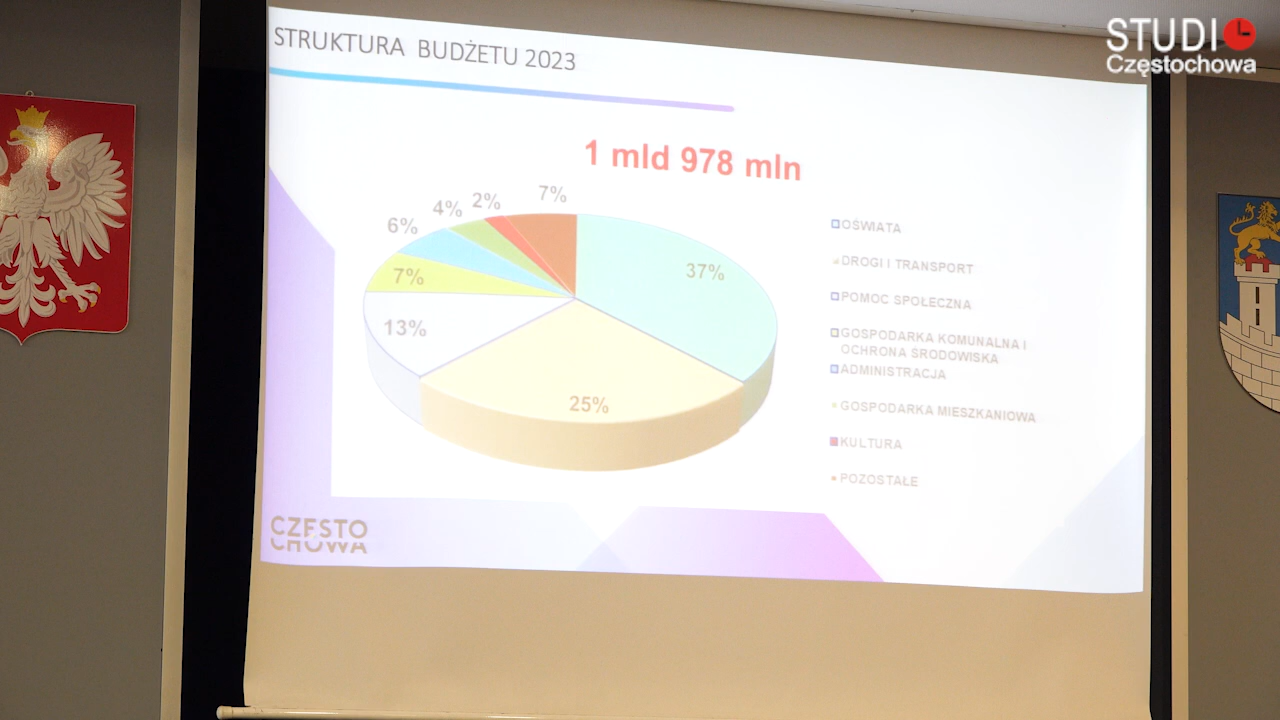 STUDI
Częstochowa
STRUKTURA BUDŻETU 2023
1 mld 978 mln
7%
2%
4%
6%
7%
13%
25%
37%
OŚWIATA
DROGI I TRANSPORT
POMOC SPOŁECZNA
GOSPODARKA KOMUNALNA I
OCHRONA SRODOWISKA
ADMINISTRACJA
GOSPODARKA MIESZKANIOWA
KULTURA
POZOSTAŁE
CZĘSTO
CHOWA